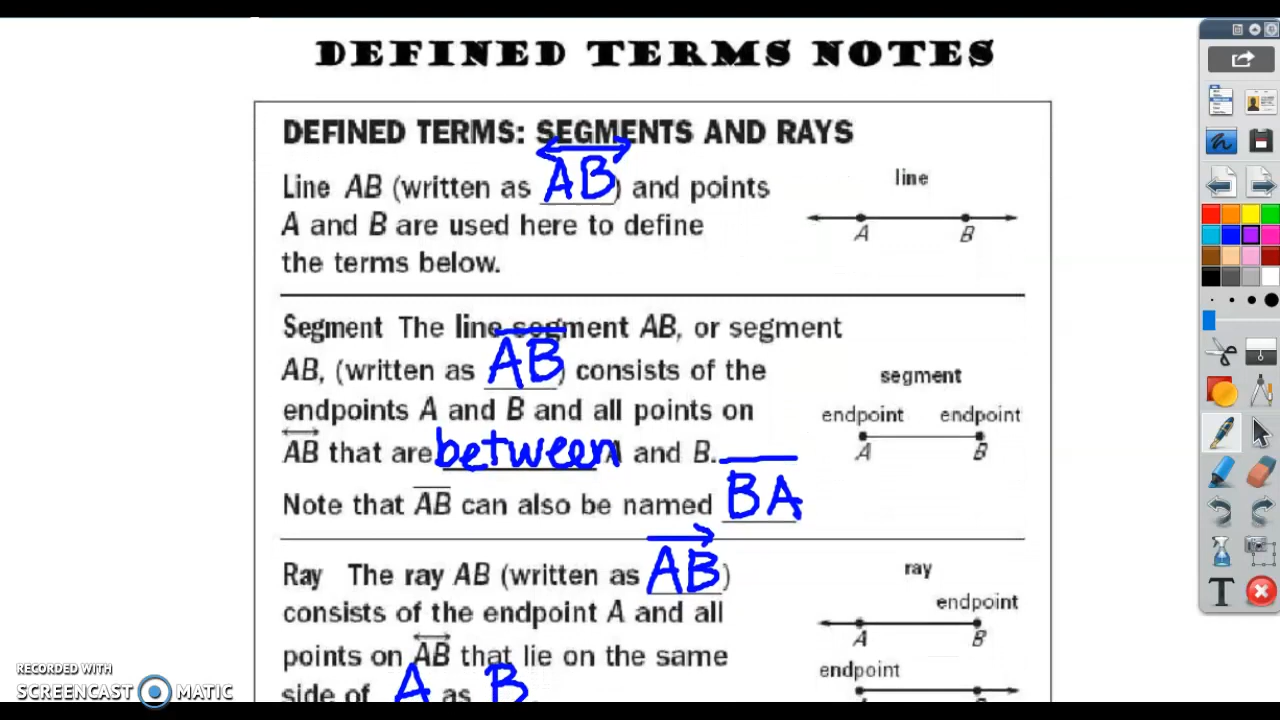 DEFINED TERMS NOTES
DEFINED TERMS: SEGMENTS AND RAYS
Line AB (written as AB) and points
A and B are used here to define
the terms below.
line
A B
Segment The line segment AB, or segment
AB, (written as AB) consists of the
endpoints A and B and all points on
AB that are between A and B.
Note that AB can also be named BA
segment
endpoint endpoint
A B
Ray The ray AB (written as AB)
consists of the endpoint A and all
points on AB that lie on the same
side of A as B.
ray
endpoint
A B
endpoint
RECORDED WITH
SCREENCAST MATIC
T